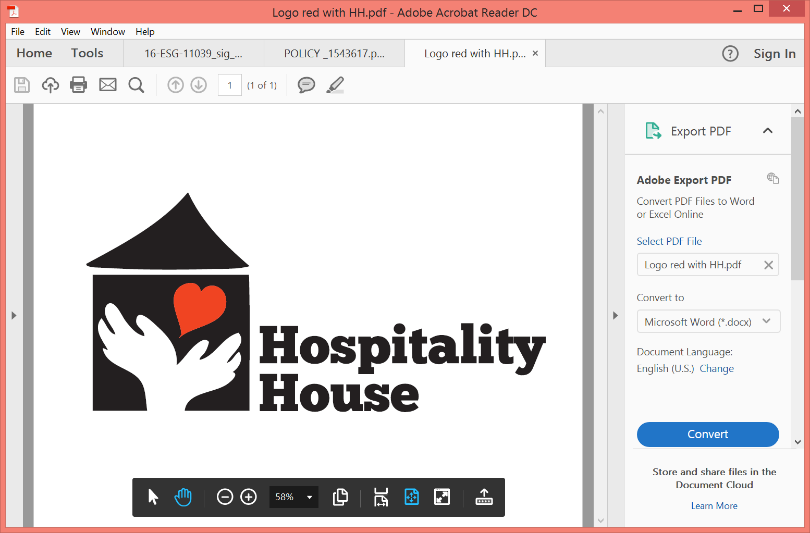 Logo red with HH.pdf - Adobe Acrobat Reader DC
File Edit View Window Help
Home Tools 16-ESG-11039_sig_... POLICY _1543617.p... Logo red with HH.p... × ? Sign In
1 (1 of 1)
Export PDF
Adobe Export PDF
Convert PDF Files to Word
or Excel Online
Select PDF File
Logo red with HH.pdf
Convert to
Microsoft Word (*.docx)
Document Language:
English (U.S.) Change
Convert
Store and share files in the
Document Cloud
Learn More
Hospitality
House
58%